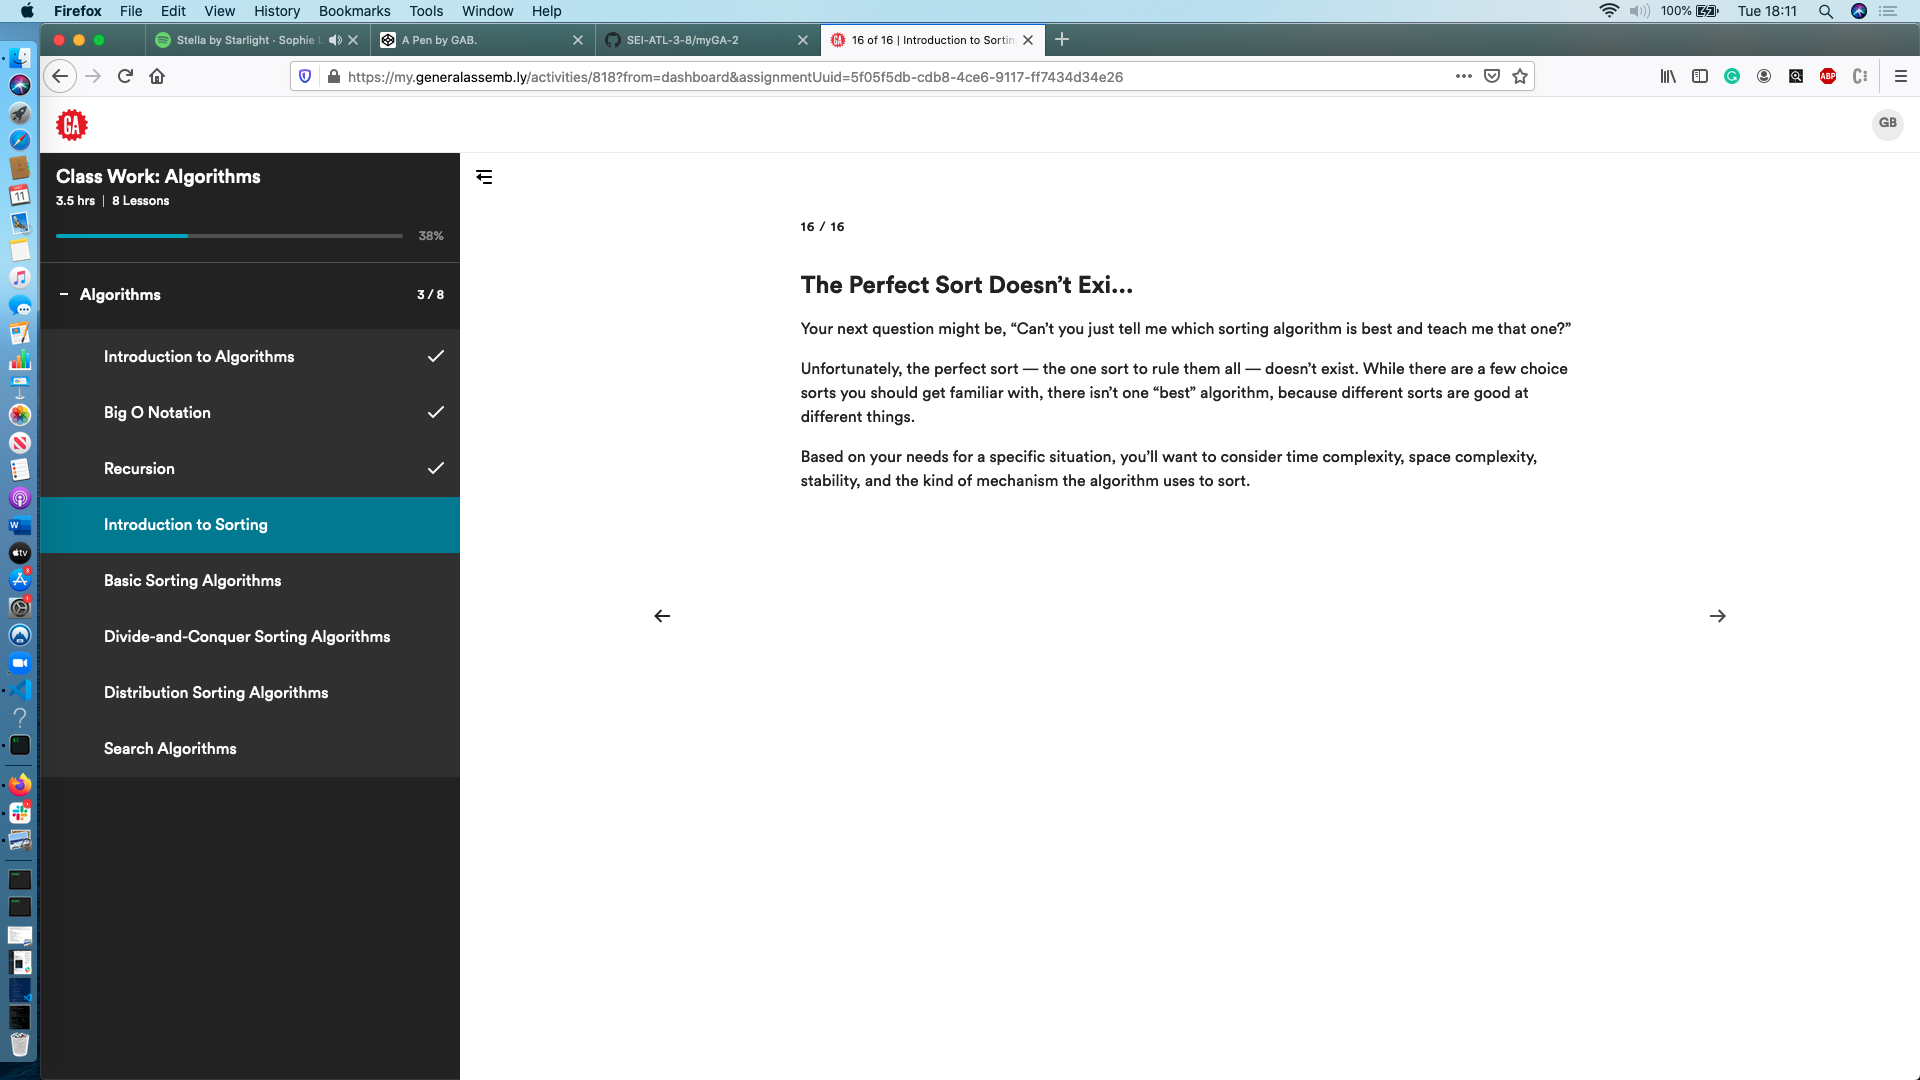 Firefox File Edit View History Bookmarks Tools Window Help 100% Tue 18:11
Stella by Starlight · Sophie A Pen by GAB. SEI-ATL-3-8/myGA-2 16 of 16 | Introduction to Sortin
https://my.generalassemb.ly/activities/818?from=dashboard&assignmentUuid=5f05f5db-cdb8-4ce6-9117-ff7434d34e26
ABP
GA
GB
Class Work: Algorithms
3.5 hrs | 8 Lessons
38%
Algorithms 3 / 8
Introduction to Algorithms
Big O Notation
Recursion
Introduction to Sorting
Basic Sorting Algorithms
Divide-and-Conquer Sorting Algorithms
Distribution Sorting Algorithms
Search Algorithms
16 / 16
The Perfect Sort Doesn’t Exi…
Your next question might be, “Can’t you just tell me which sorting algorithm is best and teach me that one?”
Unfortunately, the perfect sort — the one sort to rule them all — doesn’t exist. While there are a few choice
sorts you should get familiar with, there isn’t one “best” algorithm, because different sorts are good at
different things.
Based on your needs for a specific situation, you’ll want to consider time complexity, space complexity,
stability, and the kind of mechanism the algorithm uses to sort.
11
tv